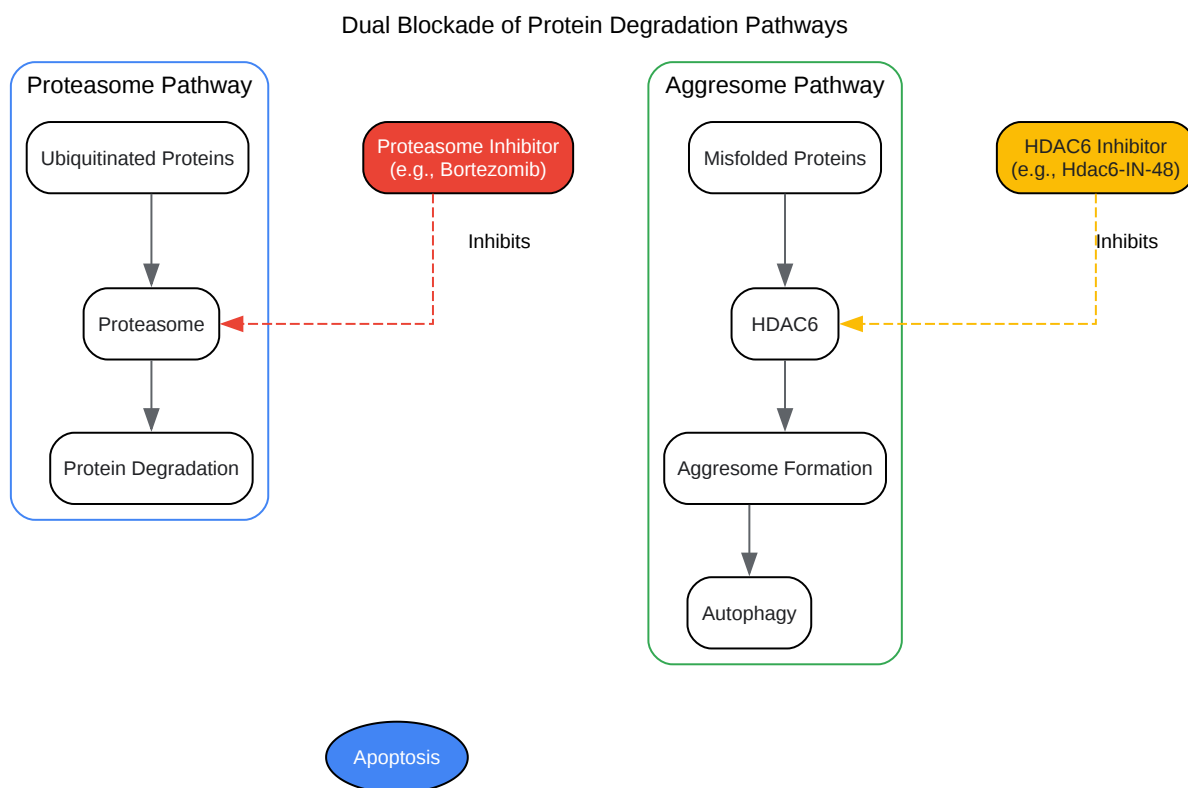 Dual Blockade of Protein Degradation Pathways
Proteasome Pathway
Ubiquitinated Proteins
Proteasome
Protein Degradation
Proteasome Inhibitor
(e.g., Bortezomib)
Inhibits
Aggresome Pathway
Misfolded Proteins
HDAC6
Aggresome Formation
Autophagy
HDAC6 Inhibitor
(e.g., Hdac6-IN-48)
Inhibits
Apoptosis